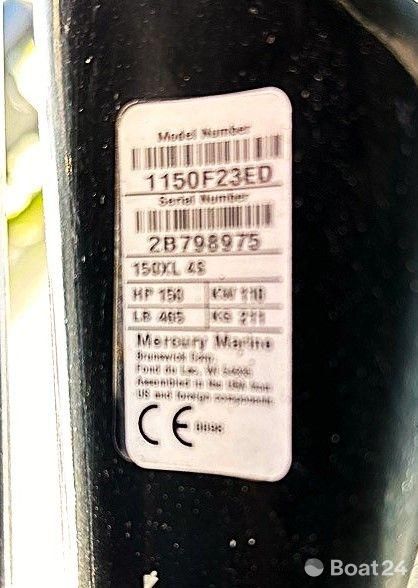 Model Number
1150F23ED
Serial Number
2B798975
150XL 4S
HP 150 KW 110
LB 465 KG 211
Mercury Marine
Brunswick Corp.
Fond du Lac, WI 54935
Assembled in the USA from
US and foreign components.
CE
Boat24